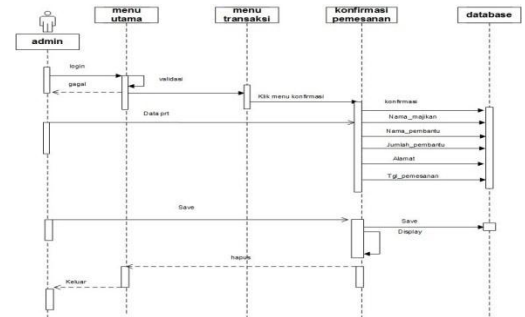 admin
menu
utama
menu
transaksi
konfirmasi
pemesanan
database
login
validasi
gagal
Klik menu konfirmasi
konfirmasi
Data prt
Nama_majikan
Nama_pembantu
Jumlah_pembantu
Alamat
Tgl_pemesanan
Save
Save
Display
hapus
Keluar